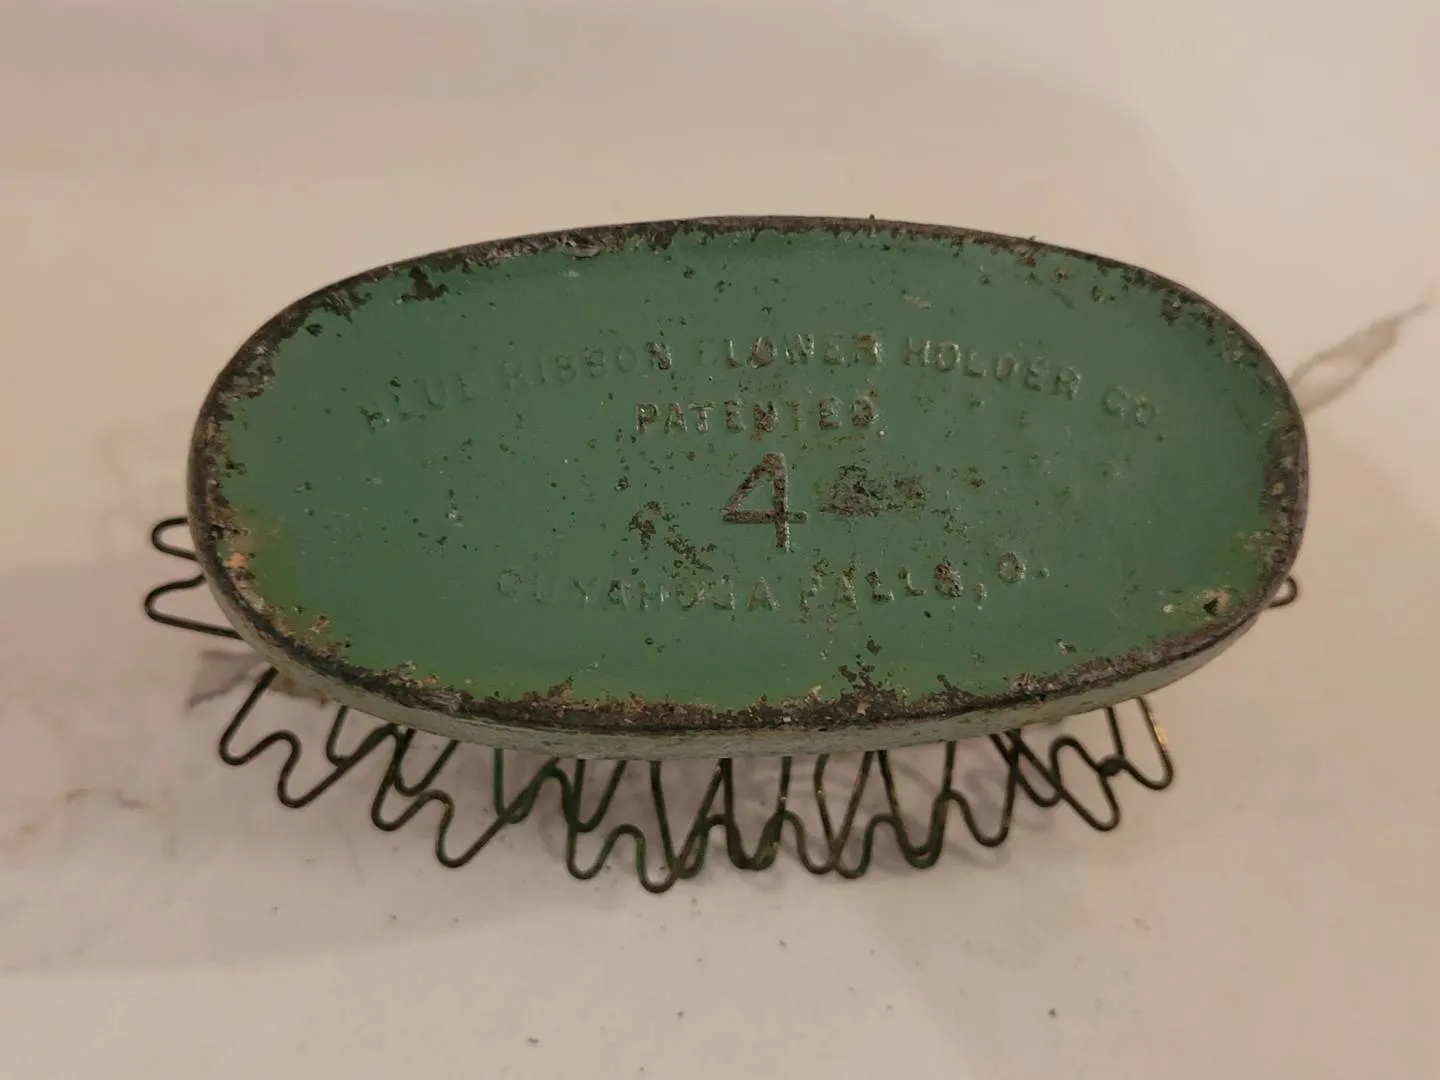 BLUE RIBBON FLOWER HOLDER CO.
PATENTED
4
CUYAHOGA FALLS, O.